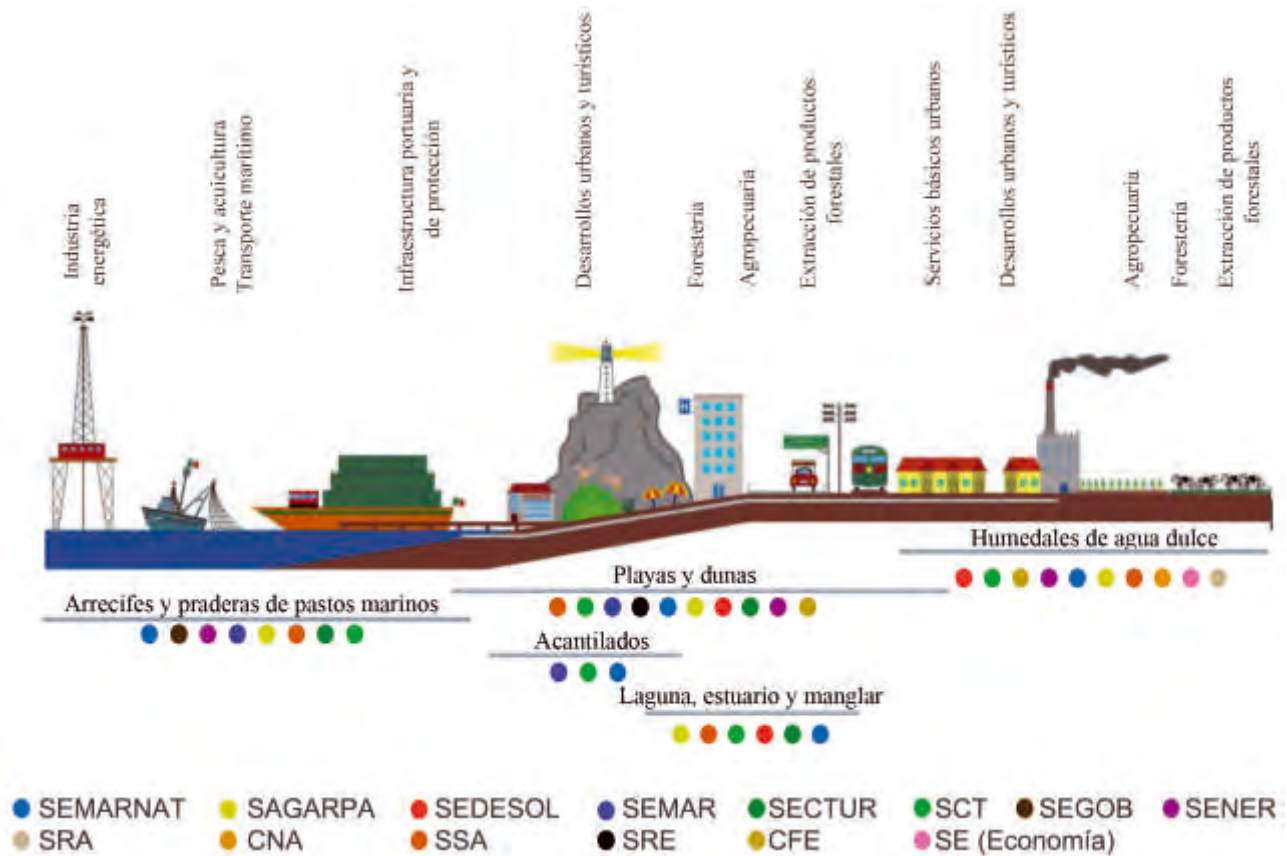 Industria
energética
Pesca y acuicultura
Transporte marítimo
Infraestructura portuaria y
de protección
Desarrollos urbanos y turísticos
Forestería
Agropecuaria
Extracción de productos
forestales
Servicios básicos urbanos
Desarrollos urbanos y turísticos
Agropecuaria
Forestería
Extracción de productos
forestales
Humedales de agua dulce
Playas y dunas
Arrecifes y praderas de pastos marinos
Acantilados
Laguna, estuario y manglar
SEMARNAT SAGARPA SEDESOL SEMAR SECTUR SCT SEGOB SENER
SRA CNA SSA SRE CFE SE (Economía)